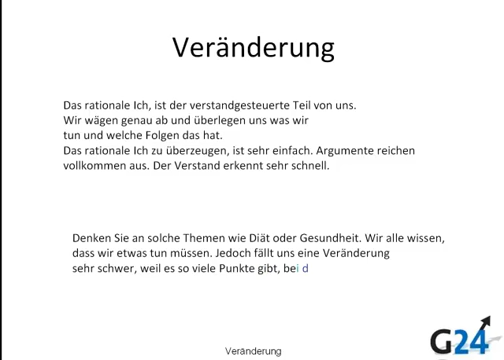 Veränderung
Das rationale Ich, ist der verstandgesteuerte Teil von uns.
Wir wägen genau ab und überlegen uns was wir
tun und welche Folgen das hat.
Das rationale Ich zu überzeugen, ist sehr einfach. Argumente reichen
vollkommen aus. Der Verstand erkennt sehr schnell.
Denken Sie an solche Themen wie Diät oder Gesundheit. Wir alle wissen,
dass wir etwas tun müssen. Jedoch fällt uns eine Veränderung
sehr schwer, weil es so viele Punkte gibt, bei d
Veränderung
G24